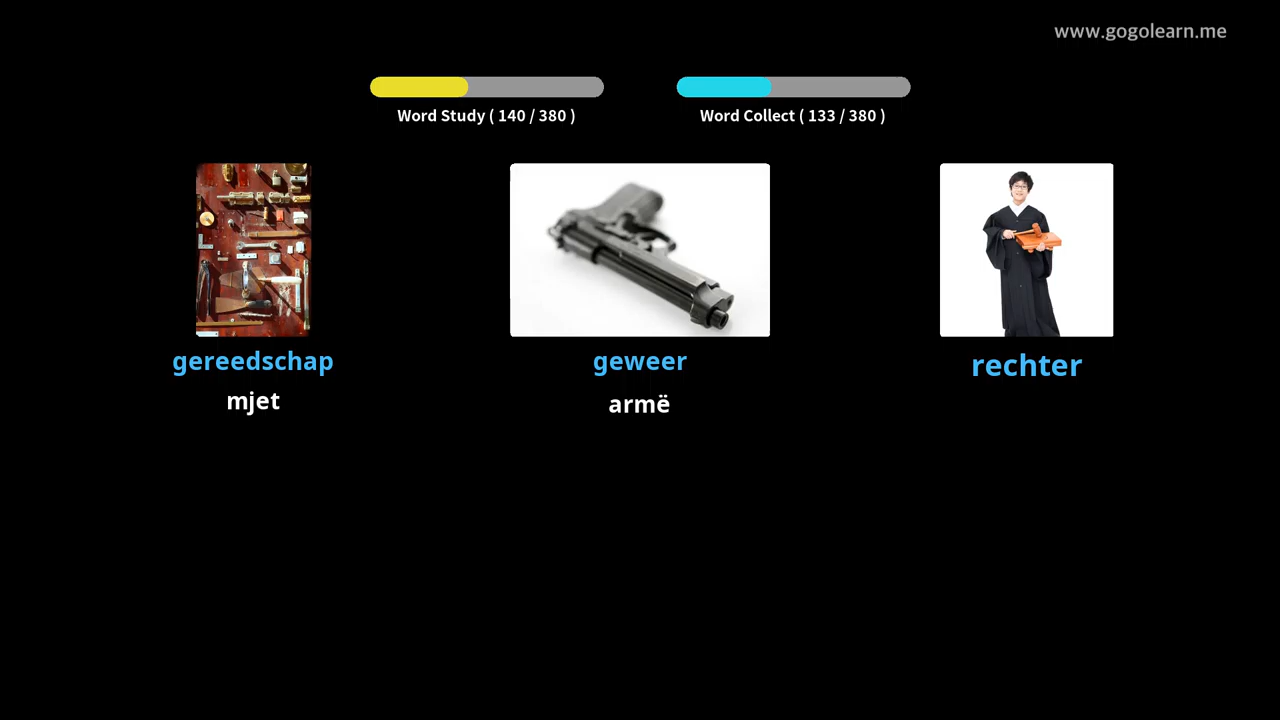 www.gogolearn.me
Word Study ( 140 / 380 )
Word Collect ( 133 / 380 )
gereedschap
mjet
geweer
armë
rechter